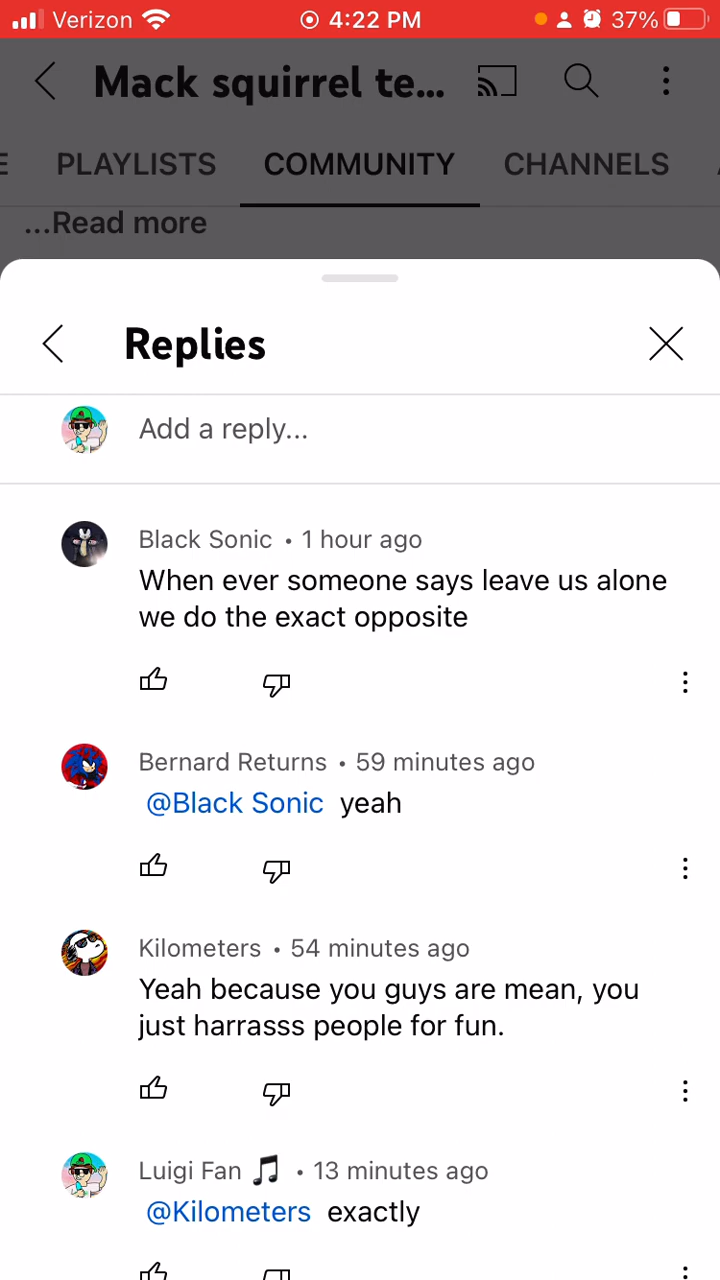 Verizon 4:22 PM 37%
Mack squirrel te...
E PLAYLISTS COMMUNITY CHANNELS
...Read more
Replies
Add a reply...
Black Sonic • 1 hour ago
When ever someone says leave us alone
we do the exact opposite
Bernard Returns • 59 minutes ago
@Black Sonic yeah
Kilometers • 54 minutes ago
Yeah because you guys are mean, you
just harrasss people for fun.
Luigi Fan 🎵 • 13 minutes ago
@Kilometers exactly